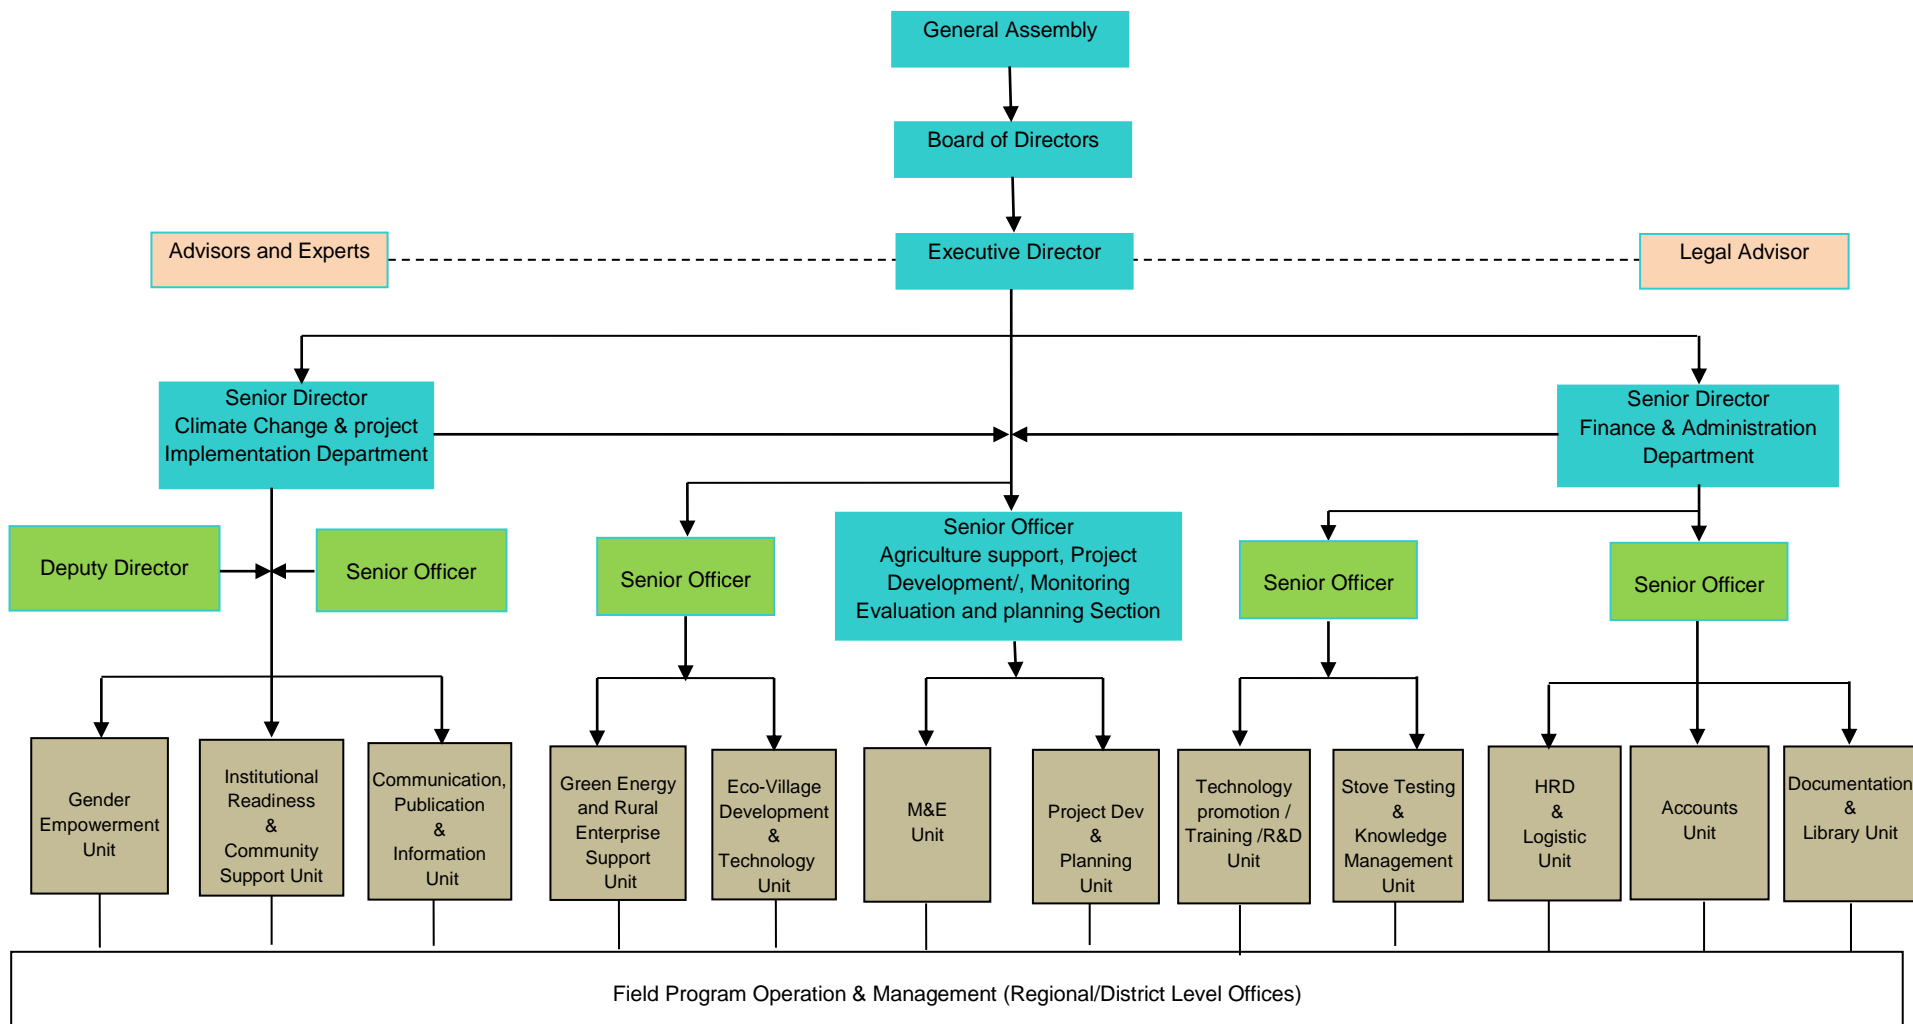 General Assembly
Board of Directors
Advisors and Experts
Executive Director
Legal Advisor
Senior Director
Climate Change & project
Implementation Department
Senior Director
Finance & Administration
Department
Deputy Director
Senior Officer
Senior Officer
Senior Officer
Agriculture support, Project
Development/, Monitoring
Evaluation and planning Section
Senior Officer
Senior Officer
Gender
Empowerment
Unit
Institutional
Readiness
&
Community
Support Unit
Communication,
Publication
&
Information
Unit
Green Energy
and Rural
Enterprise
Support
Unit
Eco-Village
Development
&
Technology
Unit
M&E
Unit
Project Dev
&
Planning
Unit
Technology
promotion /
Training /R&D
Unit
Stove Testing
&
Knowledge
Management
Unit
HRD
&
Logistic
Unit
Accounts
Unit
Documentation
&
Library Unit
Field Program Operation & Management (Regional/District Level Offices)